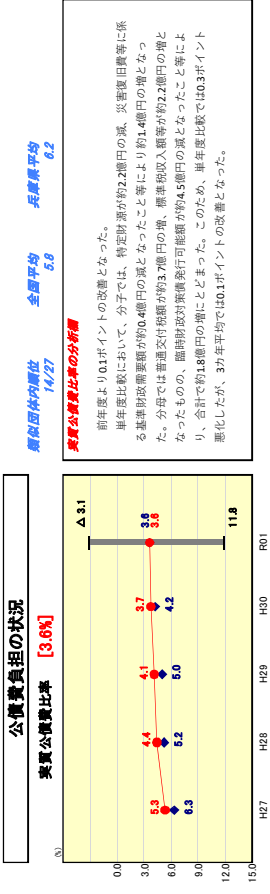 公債費負担の状況
実質公債費比率 [3.6%]
類似団体内順位 全国平均 兵庫県平均
14/27 5.8 6.2
(%)
0.0
3.0
6.0
9.0
12.0
15.0
5.3
4.4
4.1
3.7
3.6
6.3
5.2
5.0
4.2
3.6
△ 3.1
11.8
H27 H28 H29 H30 R01
実質公債費比率の分析欄
前年度より0.1ポイントの改善となった。
単年度比較において、分子では、特定財源が約2.2億円の減、災害復旧費等に係
る基準財政需要額が約0.4億円の減となったこと等により約1.4億円の増となっ
た。分母では普通交付税額が約3.7億円の増、標準税収入額等が約2.2億円の増と
なったものの、臨時財政対策債発行可能額が約4.5億円の減となったこと等によ
り、合計で約1.8億円の増にとどまった。このため、単年度比較では0.3ポイント
悪化したが、3カ年平均では0.1ポイントの改善となった。